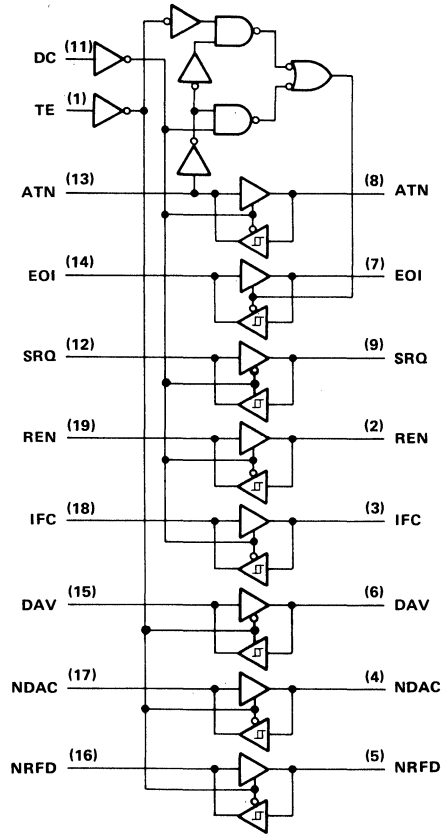 DC (11)
TE (1)
ATN (13) (8) ATN
EOI (14) (7) EOI
SRQ (12) (9) SRQ
REN (19) (2) REN
IFC (18) (3) IFC
DAV (15) (6) DAV
NDAC (17) (4) NDAC
NRFD (16) (5) NRFD